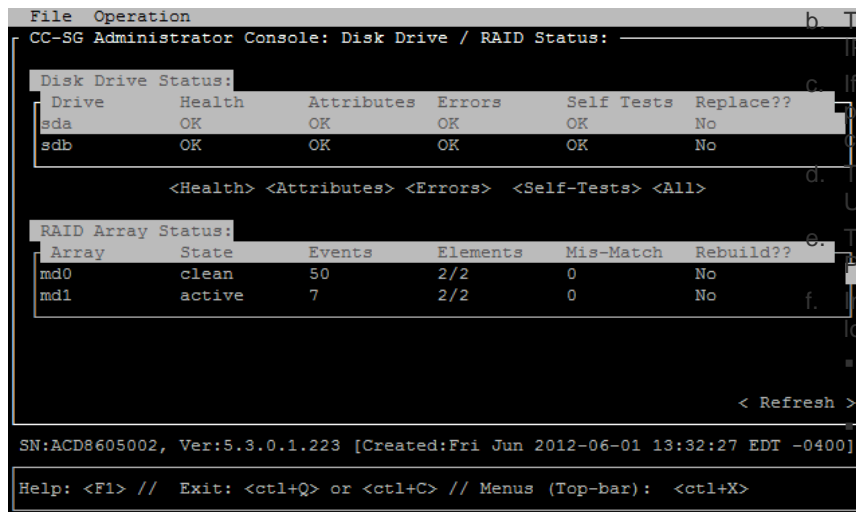 File Operation
CC-SG Administrator Console: Disk Drive / RAID Status:
Disk Drive Status:
Drive Health Attributes Errors Self Tests Replace??
sda OK OK OK OK No
sdb OK OK OK OK No
<Health> <Attributes> <Errors> <Self-Tests> <All>
RAID Array Status:
Array State Events Elements Mis-Match Rebuild??
md0 clean 50 2/2 0 No
md1 active 7 2/2 0 No
< Refresh >
SN:ACD8605002, Ver:5.3.0.1.223 [Created:Fri Jun 2012-06-01 13:32:27 EDT -0400]
Help: <F1> // Exit: <ctl+Q> or <ctl+C> // Menus (Top-bar): <ctl+X>
b.
c. If
d.
e.
f.